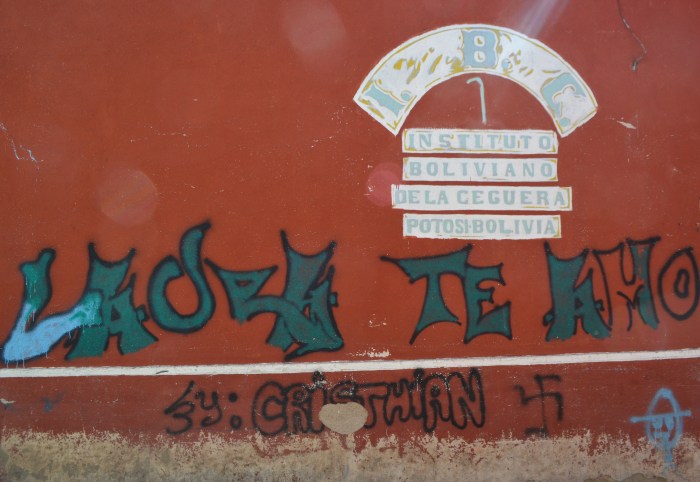 I. B. C.
INSTITUTO
BOLIVIANO
DE LA CEGUERA
POTOSI-BOLIVIA
LAURA TE AMO
BY: CRISTHIAN